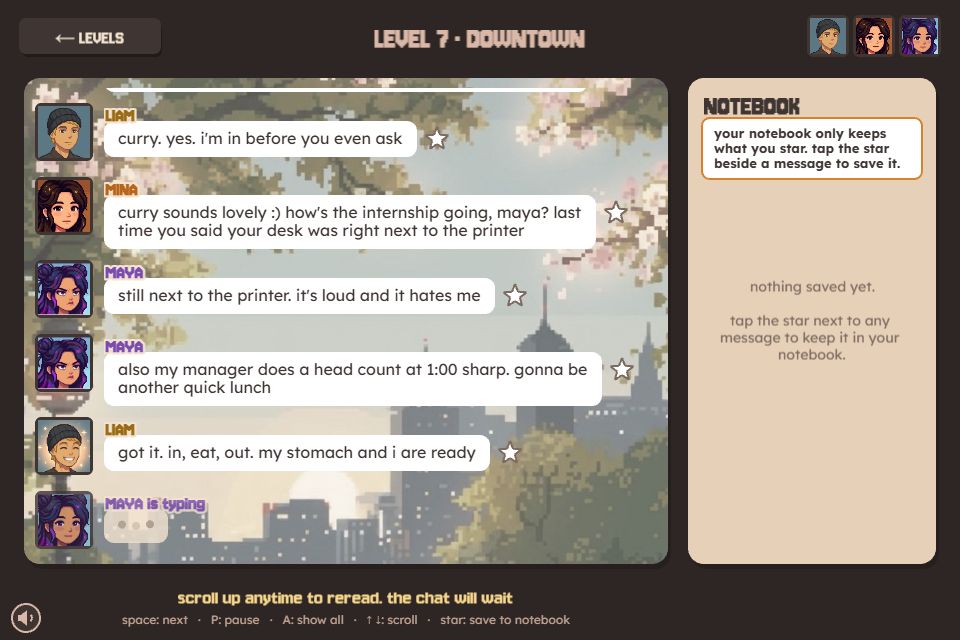 ← LEVELS
LEVEL 7 · DOWNTOWN
LIAM
curry. yes. i'm in before you even ask
MINA
curry sounds lovely :) how's the internship going, maya? last
time you said your desk was right next to the printer
MAYA
still next to the printer. it's loud and it hates me
MAYA
also my manager does a head count at 1:00 sharp. gonna be
another quick lunch
LIAM
got it. in, eat, out. my stomach and i are ready
MAYA is typing
NOTEBOOK
your notebook only keeps
what you star. tap the star
beside a message to save it.
nothing saved yet.
tap the star next to any
message to keep it in your
notebook.
scroll up anytime to reread. the chat will wait
space: next · P: pause · A: show all · ↑↓: scroll · star: save to notebook